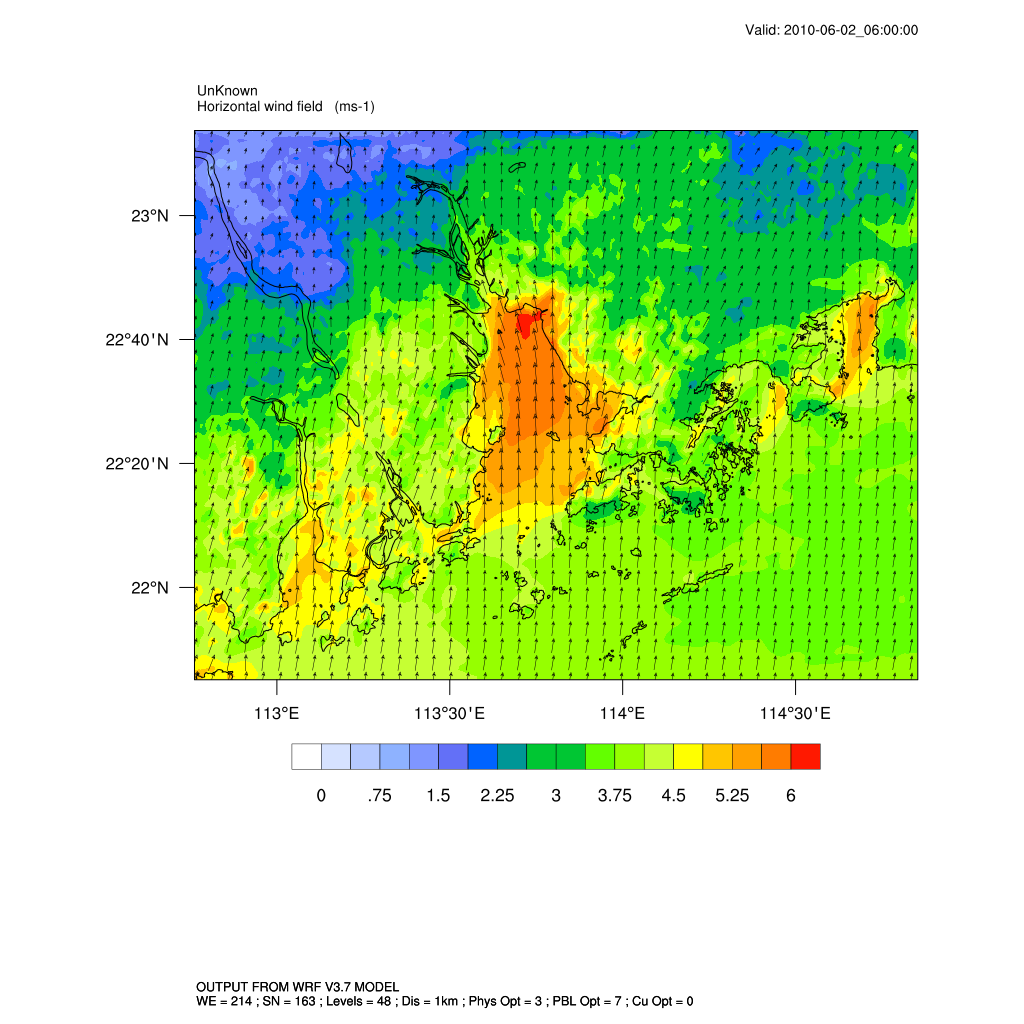 Valid: 2010-06-02_06:00:00
UnKnown
Horizontal wind field (ms-1)
23°N
22°40'N
22°20'N
22°N
113°E 113°30'E 114°E 114°30'E
0 .75 1.5 2.25 3 3.75 4.5 5.25 6
OUTPUT FROM WRF V3.7 MODEL
WE = 214 ; SN = 163 ; Levels = 48 ; Dis = 1km ; Phys Opt = 3 ; PBL Opt = 7 ; Cu Opt = 0